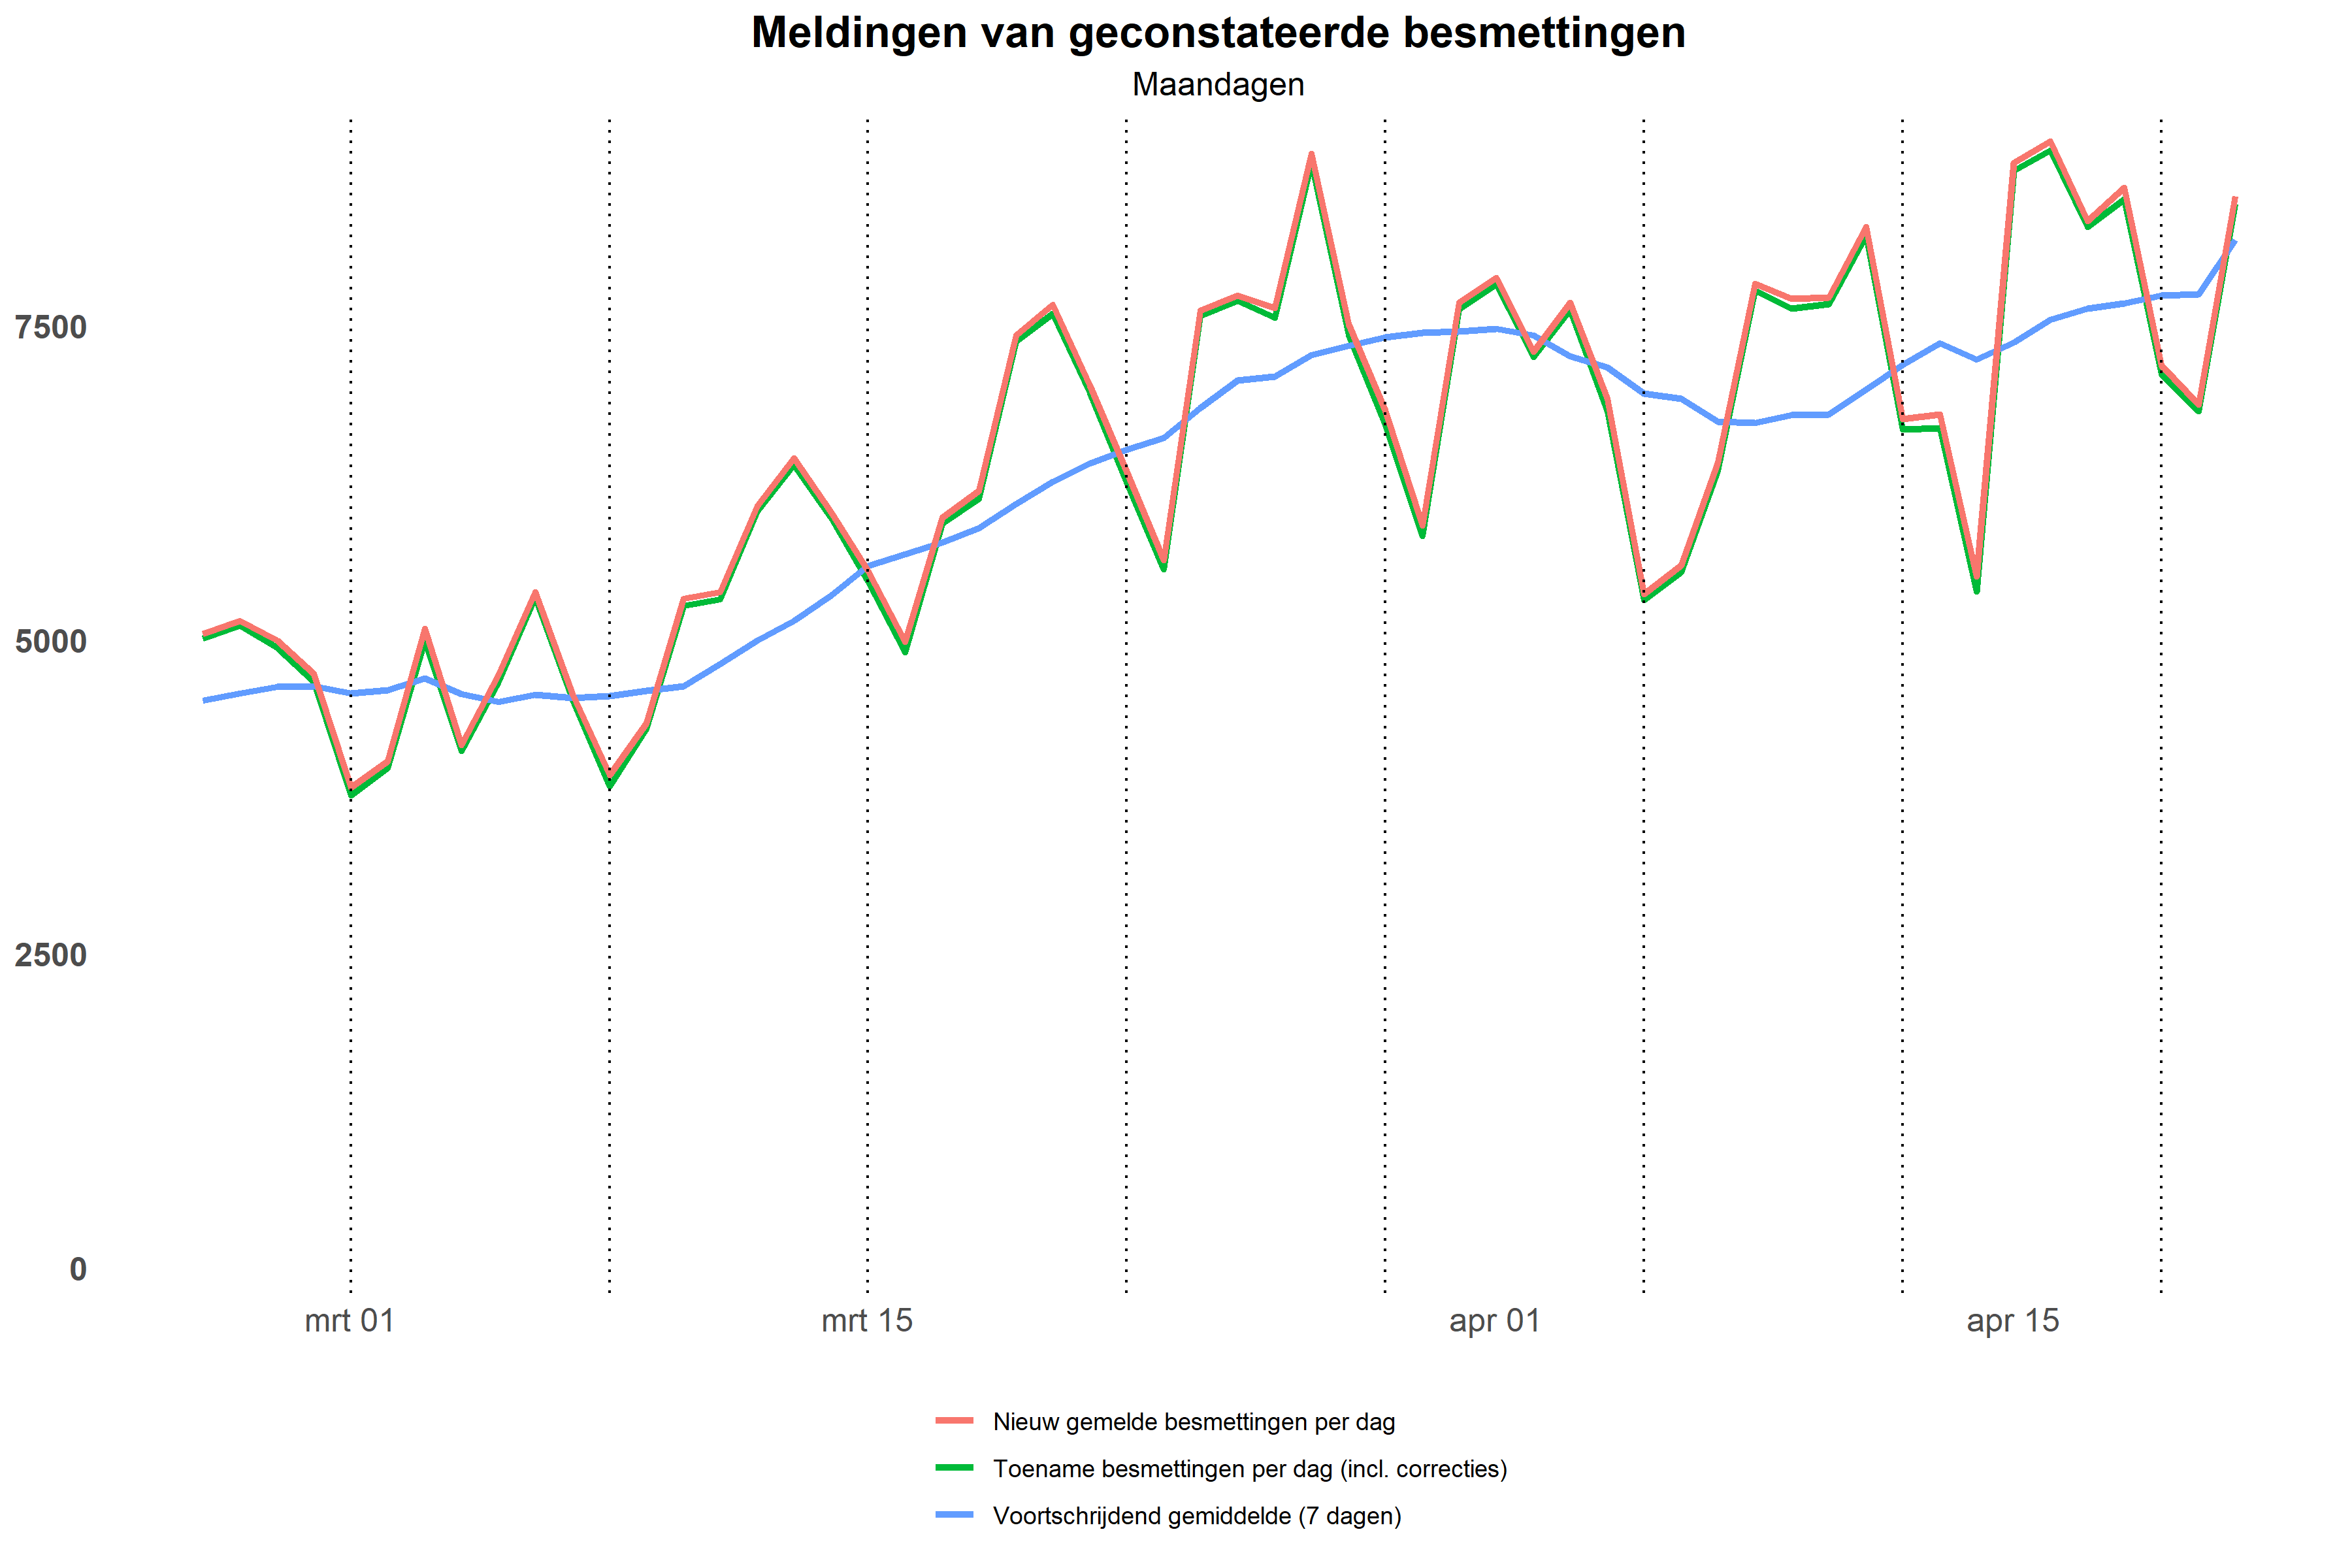 Meldingen van geconstateerde besmettingen
Maandagen
7500
5000
2500
0
mrt 01
mrt 15
apr 01
apr 15
Nieuw gemelde besmettingen per dag
Toename besmettingen per dag (incl. correcties)
Voortschrijdend gemiddelde (7 dagen)